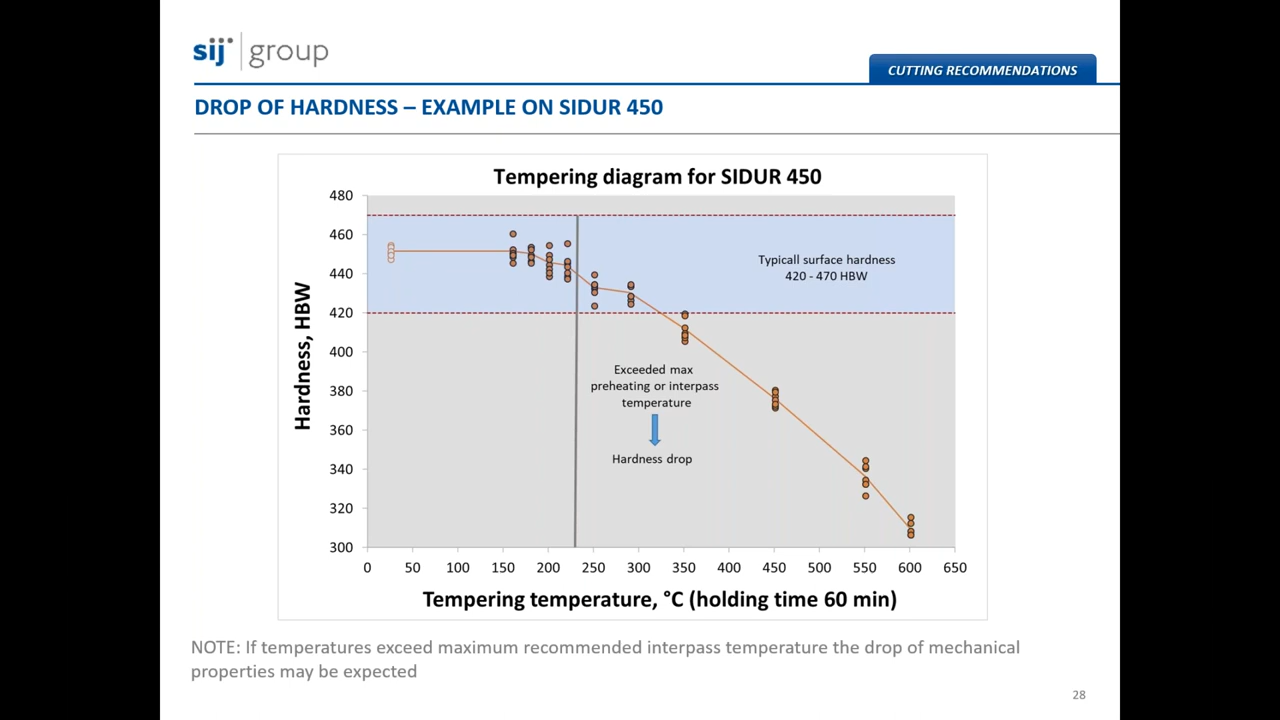 sij group
CUTTING RECOMMENDATIONS
DROP OF HARDNESS – EXAMPLE ON SIDUR 450
Tempering diagram for SIDUR 450
480
460
440
420
400
380
360
340
320
300
Hardness, HBW
Typicall surface hardness
420 - 470 HBW
Exceeded max
preheating or interpass
temperature
Hardness drop
0 50 100 150 200 250 300 350 400 450 500 550 600 650
Tempering temperature, °C (holding time 60 min)
NOTE: If temperatures exceed maximum recommended interpass temperature the drop of mechanical
properties may be expected
28